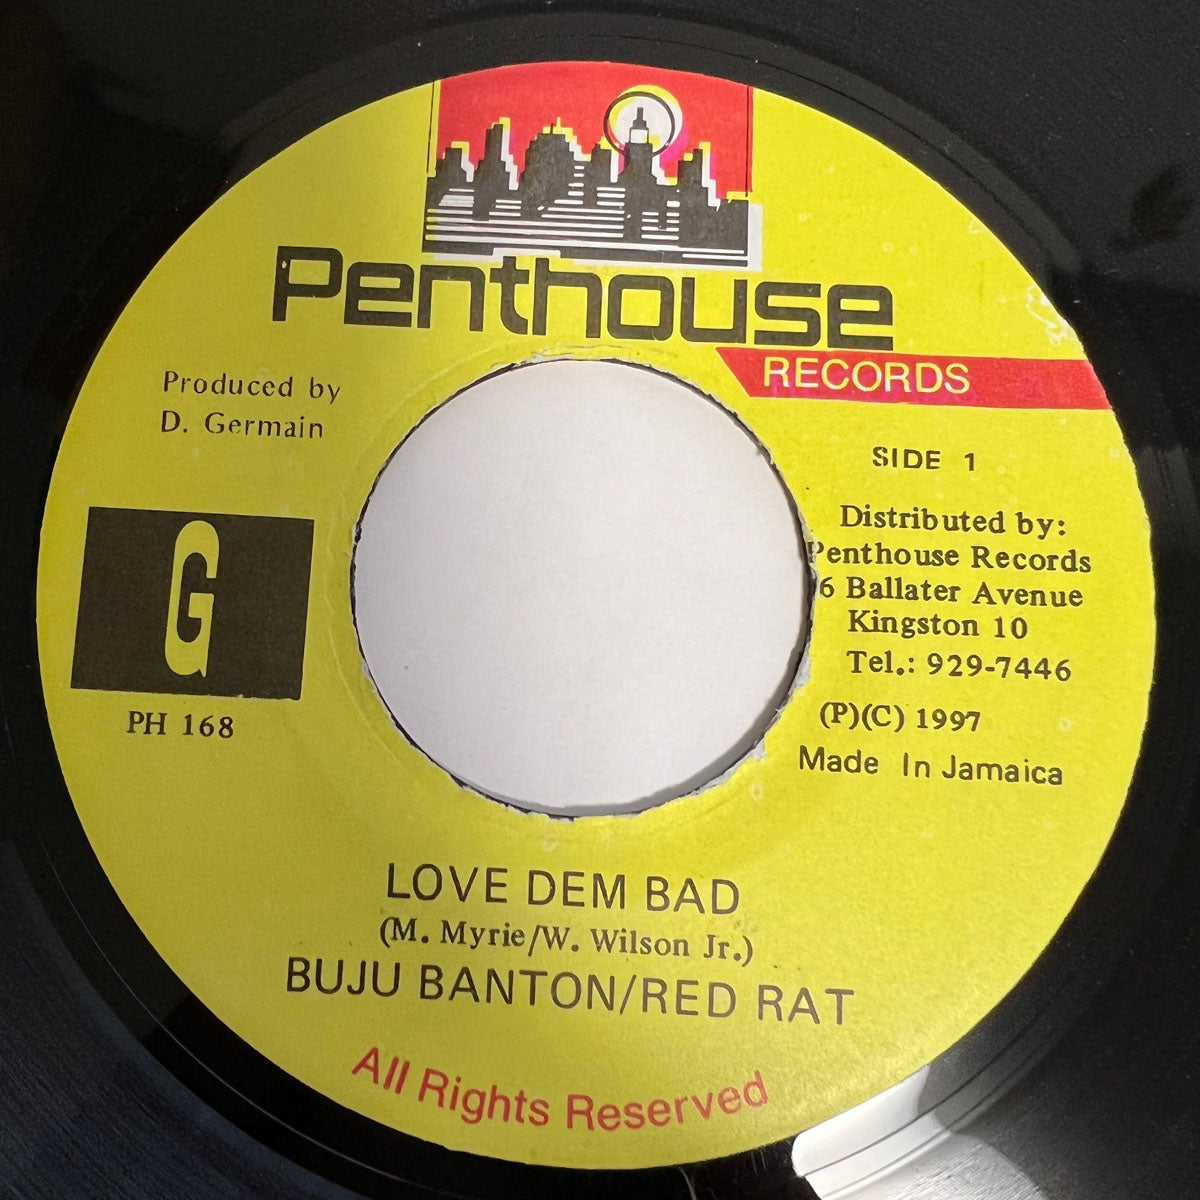 Penthouse
RECORDS
Produced by
D. Germain
SIDE 1
Distributed by:
Penthouse Records
6 Ballater Avenue
Kingston 10
Tel.: 929-7446
(P)(C) 1997
Made In Jamaica
G
PH 168
LOVE DEM BAD
(M. Myrie/W. Wilson Jr.)
BUJU BANTON/RED RAT
All Rights Reserved